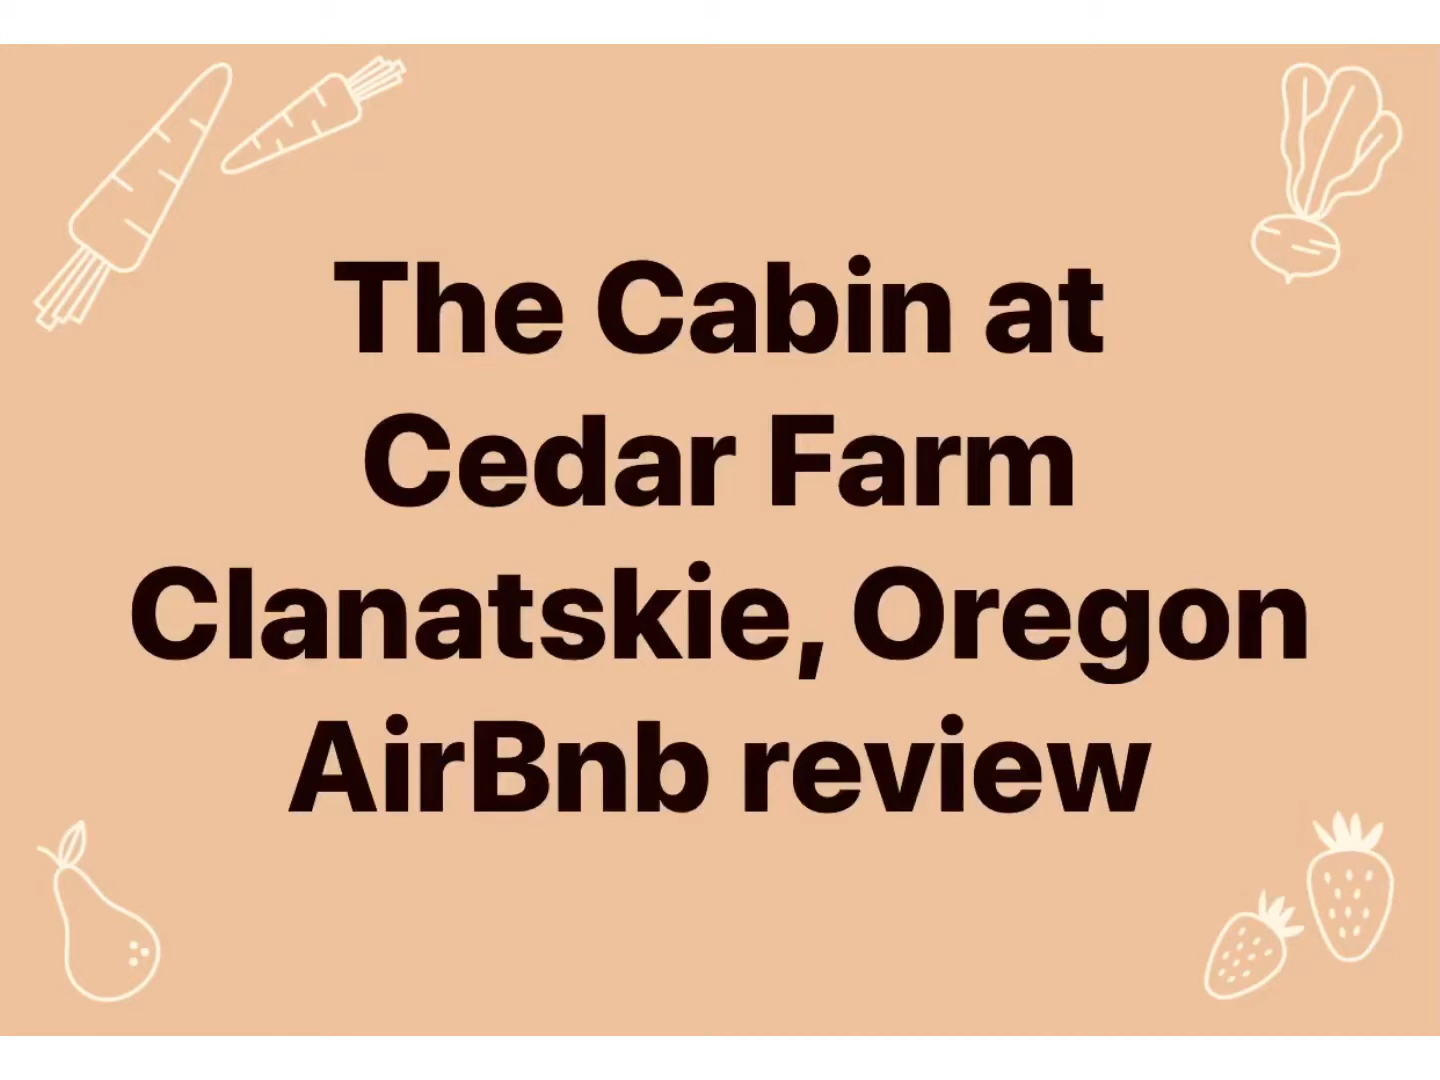 The Cabin at
Cedar Farm
Clanatskie, Oregon
AirBnb review